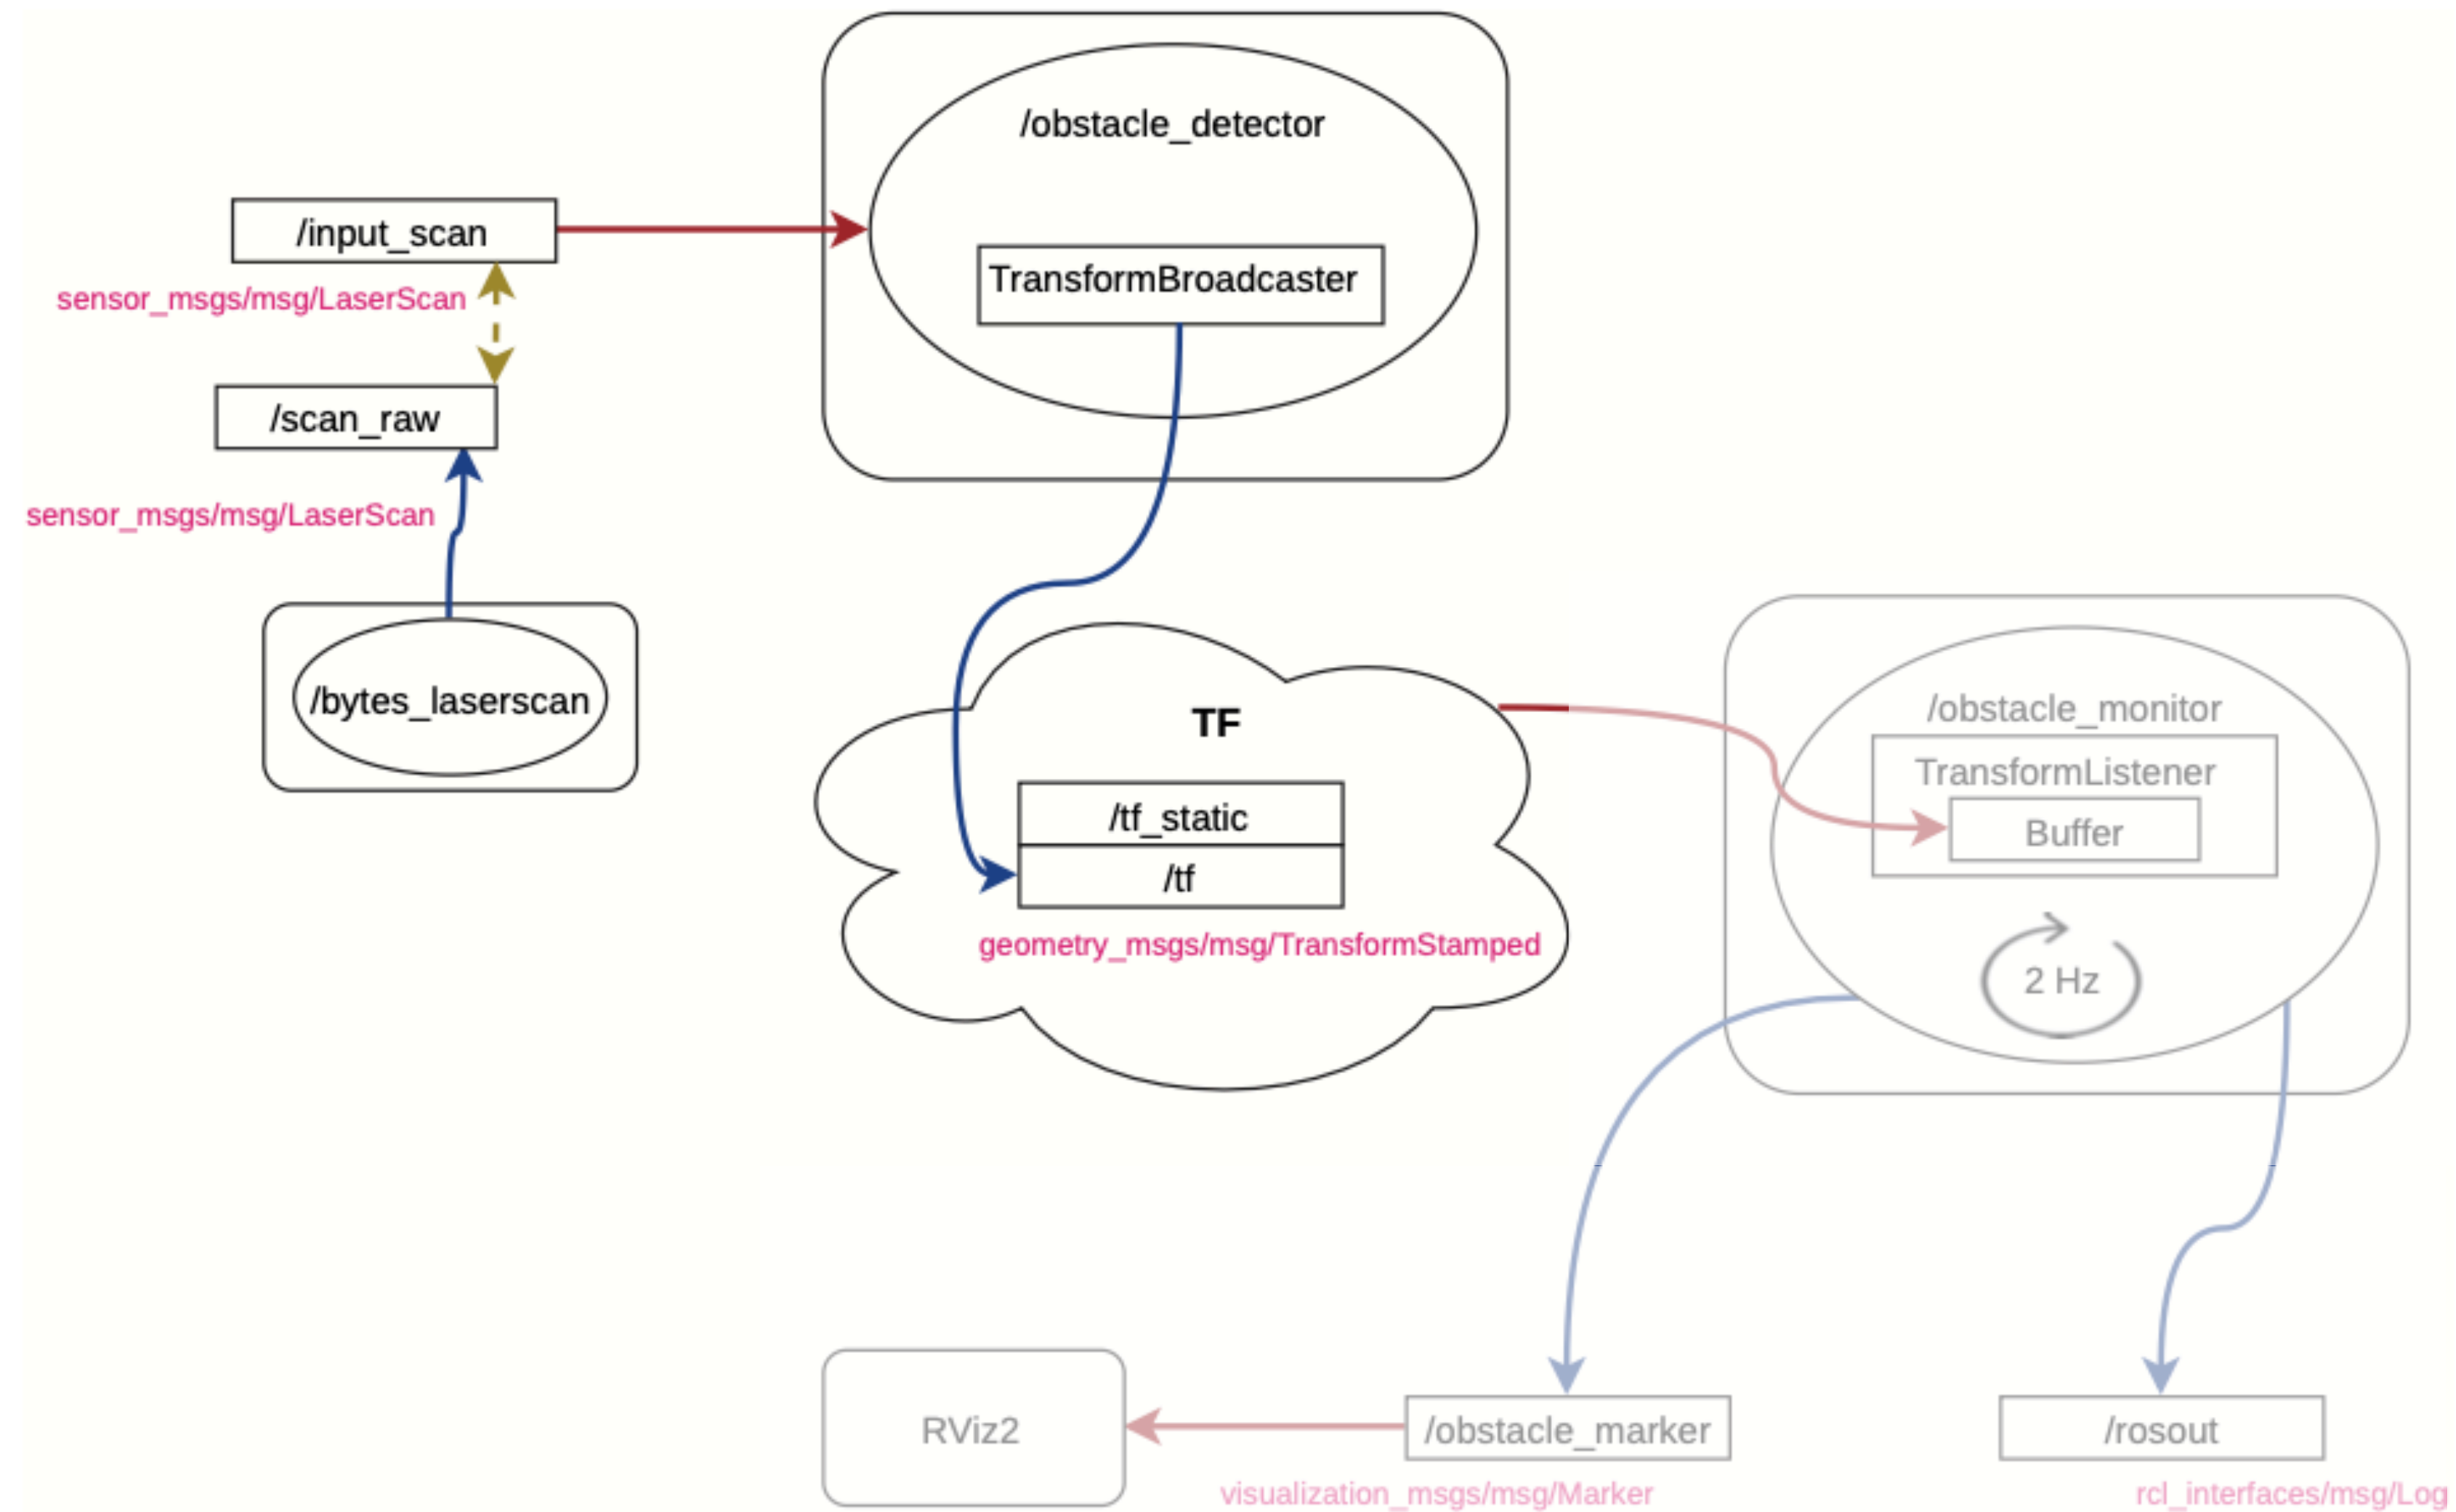 /obstacle_detector
TransformBroadcaster
/input_scan
sensor_msgs/msg/LaserScan
/scan_raw
sensor_msgs/msg/LaserScan
/bytes_laserscan
TF
/tf_static
/tf
geometry_msgs/msg/TransformStamped
/obstacle_monitor
TransformListener
Buffer
2 Hz
RViz2
/obstacle_marker
visualization_msgs/msg/Marker
/rosout
rcl_interfaces/msg/Log